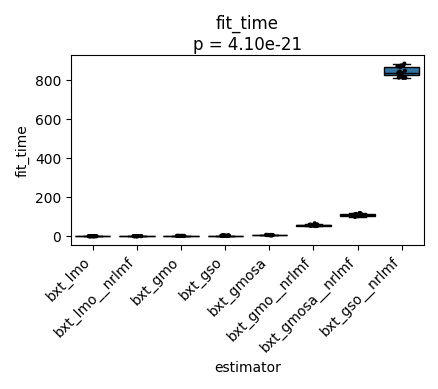 fit_time
p = 4.10e-21
fit_time
800
600
400
200
0
bxt_lmo
bxt_lmo__nrlmf
bxt_gmo
bxt_gso
bxt_gmosa
bxt_gmo__nrlmf
bxt_gmosa__nrlmf
bxt_gso__nrlmf
estimator